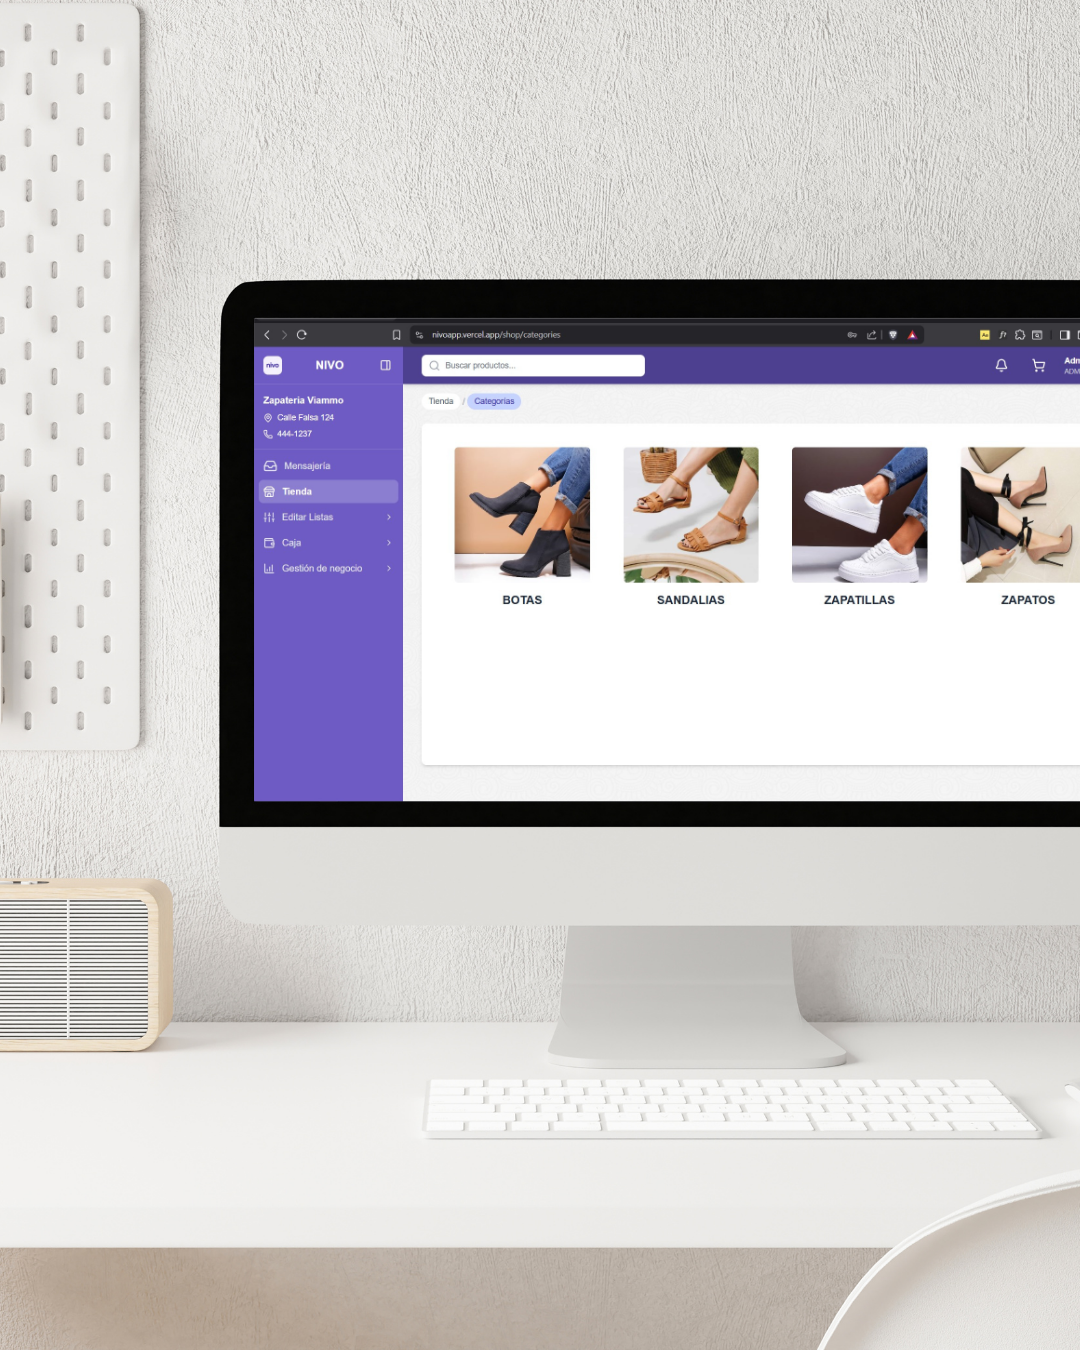 nivoapp.vercel.app/shop/categories
nivo
NIVO
Buscar productos...
Adm
ADM
Zapateria Viammo
Calle Falsa 124
444-1237
Tienda / Categorias
Mensajería
Tienda
Editar Listas
Caja
Gestión de negocio
BOTAS
SANDALIAS
ZAPATILLAS
ZAPATOS